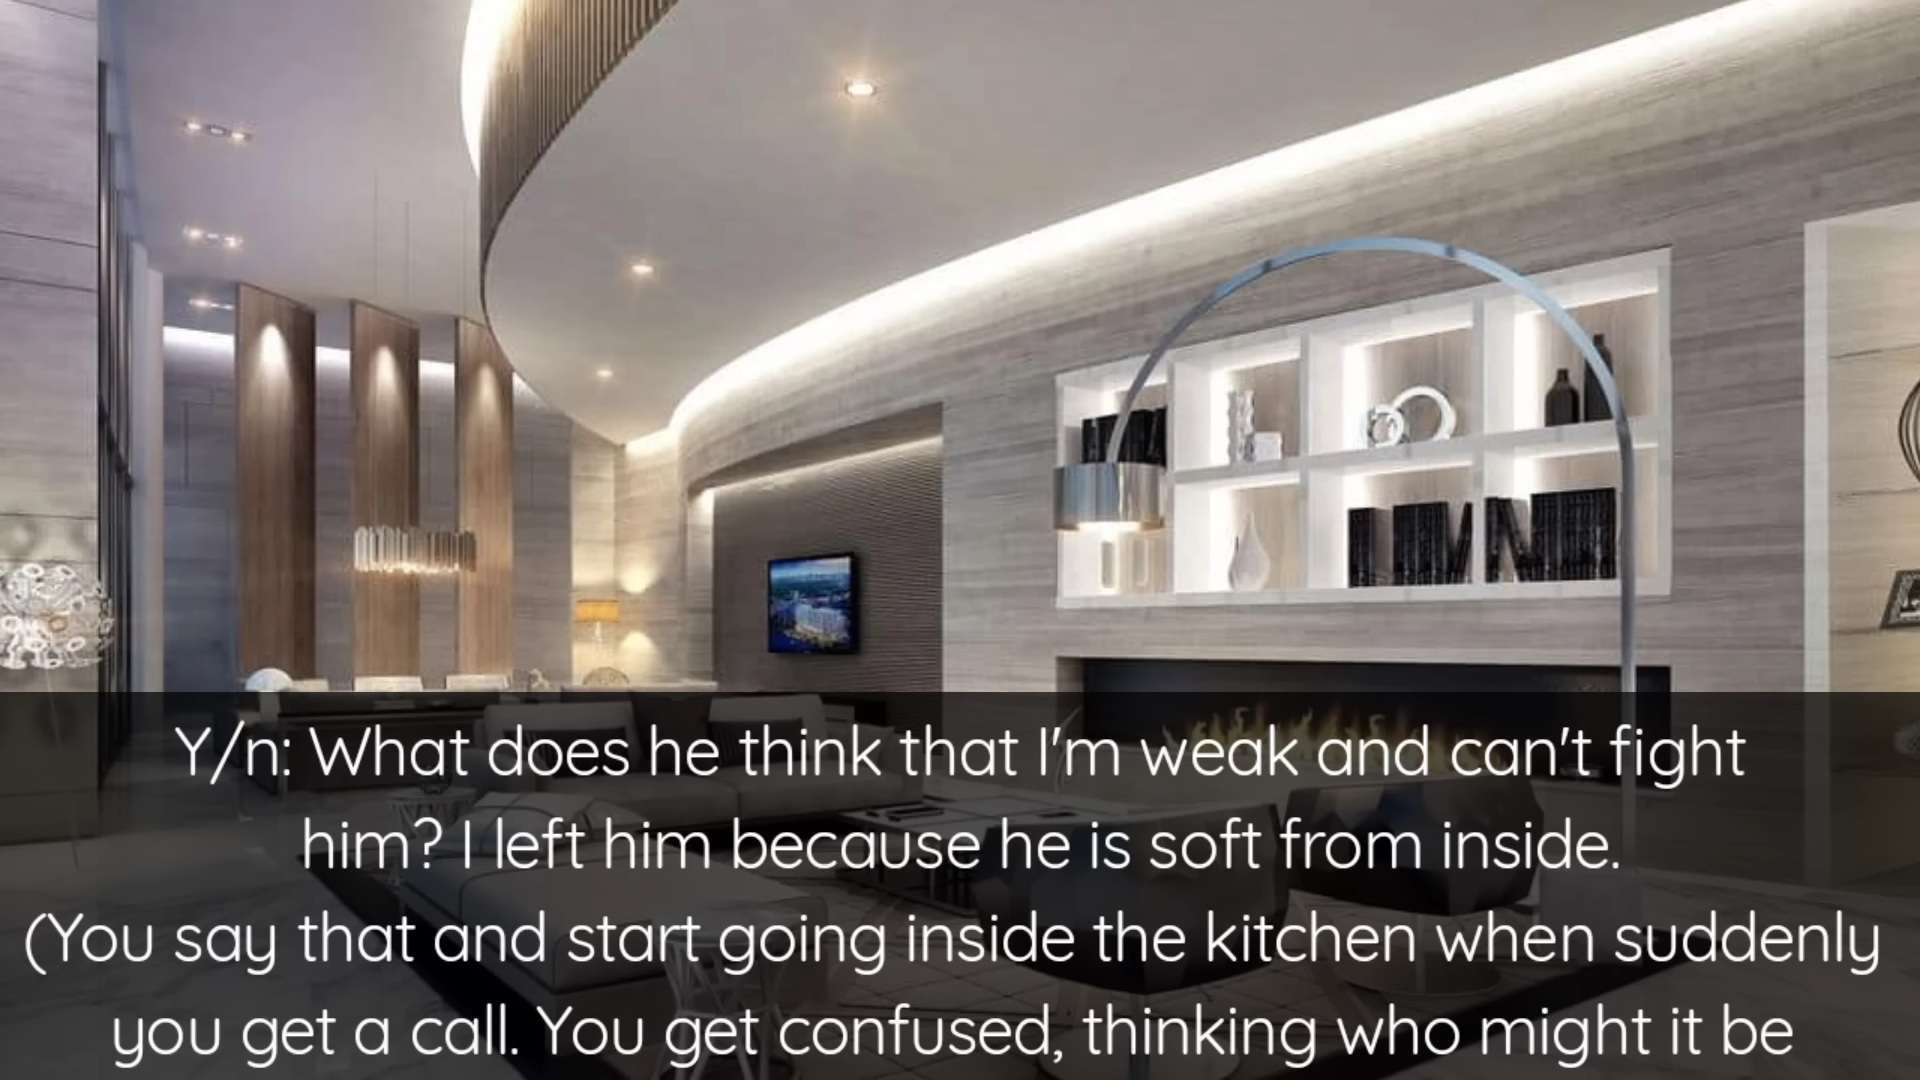 Y/n: What does he think that I'm weak and can't fight
him? I left him because he is soft from inside.
(You say that and start going inside the kitchen when suddenly
you get a call. You get confused, thinking who might it be